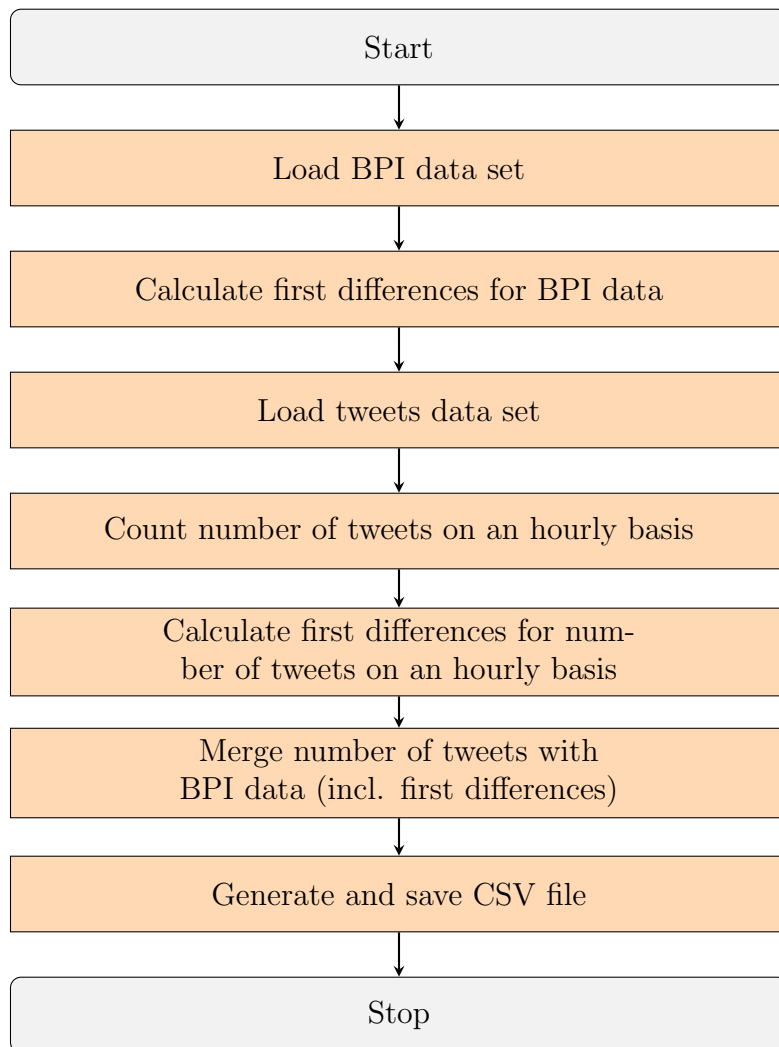 Start
Load BPI data set
Calculate first differences for BPI data
Load tweets data set
Count number of tweets on an hourly basis
Calculate first differences for num-
ber of tweets on an hourly basis
Merge number of tweets with
BPI data (incl. first differences)
Generate and save CSV file
Stop